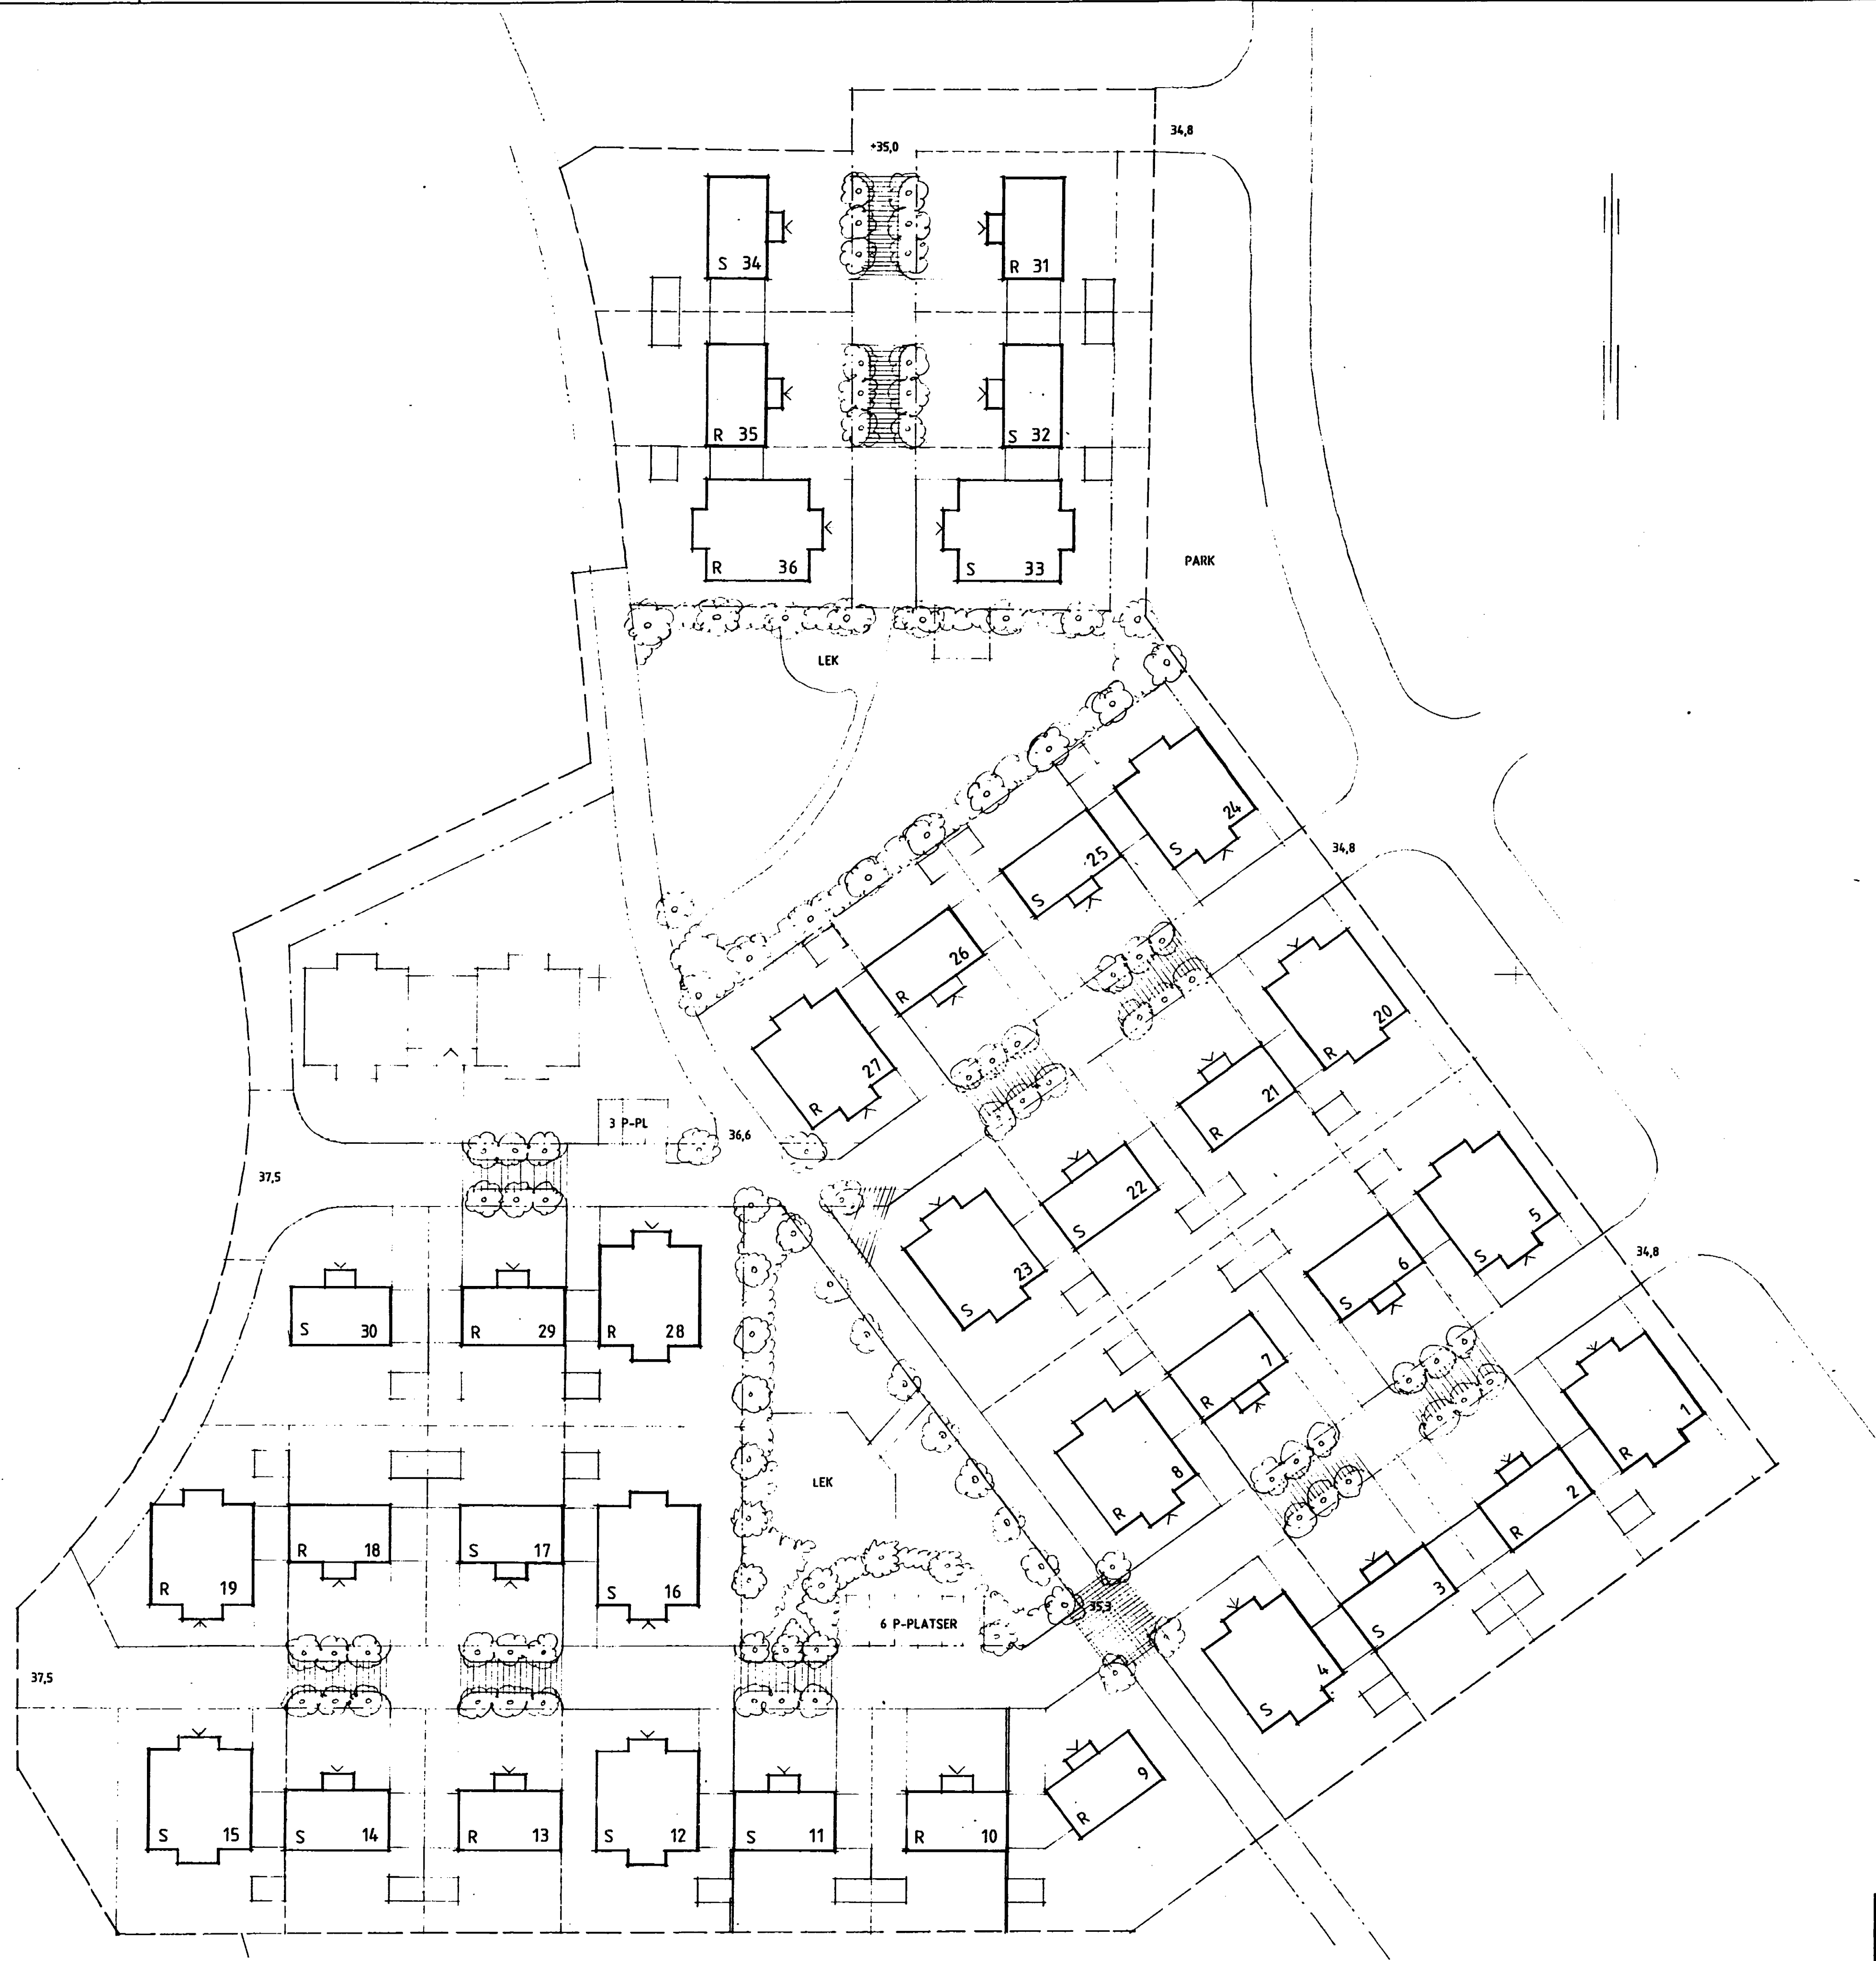 34,8
+35,0
S 34
R 31
R 35
S 32
R 36
S 33
PARK
LEK
S 24
S 25
34,8
R 26
R 20
R 27
R 21
3 P-PL
36,6
37,5
S 22
S 5
S 23
S 6
34,8
S 30
R 29
R 28
R 7
R 1
R 8
LEK
R 2
R 18
S 17
R 19
S 16
S 3
35,3
6 P-PLATSER
37,5
S 4
R 9
S 15
S 14
R 13
S 12
S 11
R 10